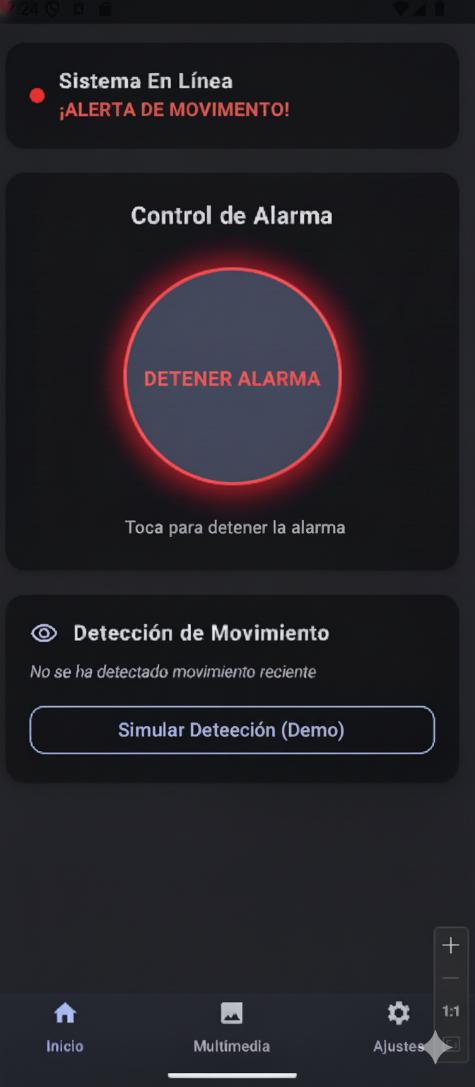 :24
Sistema En Línea
¡ALERTA DE MOVIMENTO!
Control de Alarma
DETENER ALARMA
Toca para detener la alarma
Detección de Movimiento
No se ha detectado movimiento reciente
Simular Deteeción (Demo)
1:1
Inicio
Multimedia
Ajustes